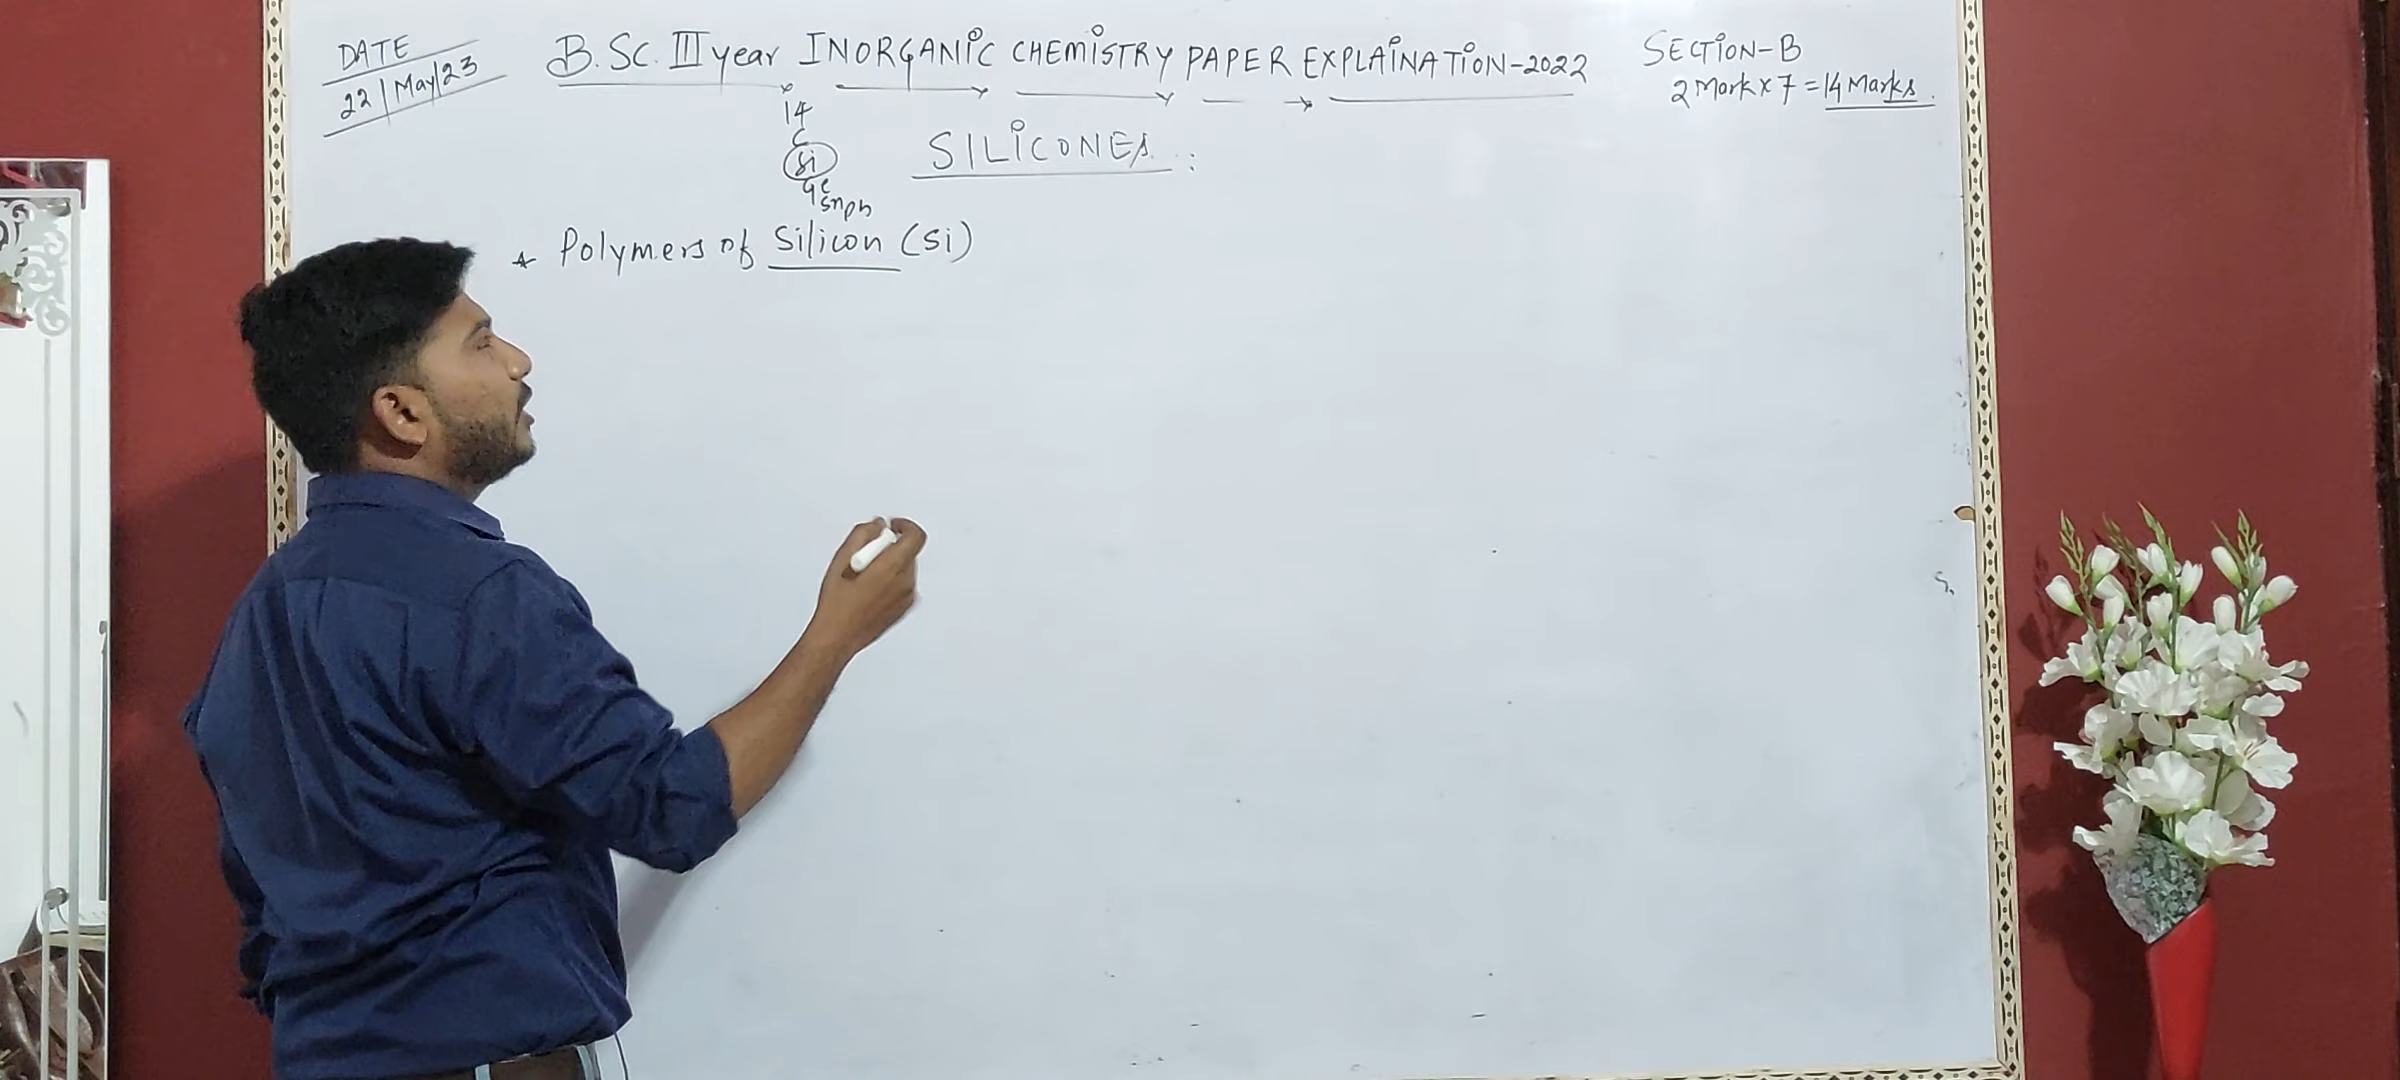 DATE
22/May/23
B.Sc. III year INORGANIC CHEMISTRY PAPER EXPLAINATION-2022
SECTION-B
2 Mark x 7 = 14 Marks.
14
C
Si
Ge
Sn Pb
SILICONES :
* Polymers of Silicon (Si)